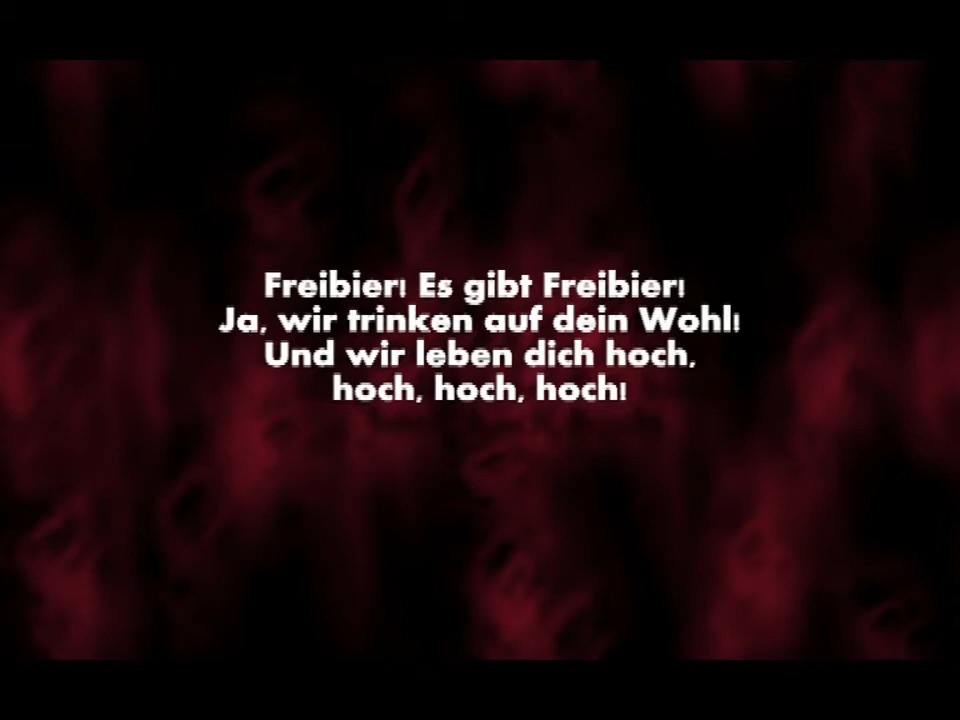 Freibier! Es gibt Freibier!
Ja, wir trinken auf dein Wohl!
Und wir leben dich hoch,
hoch, hoch, hoch!